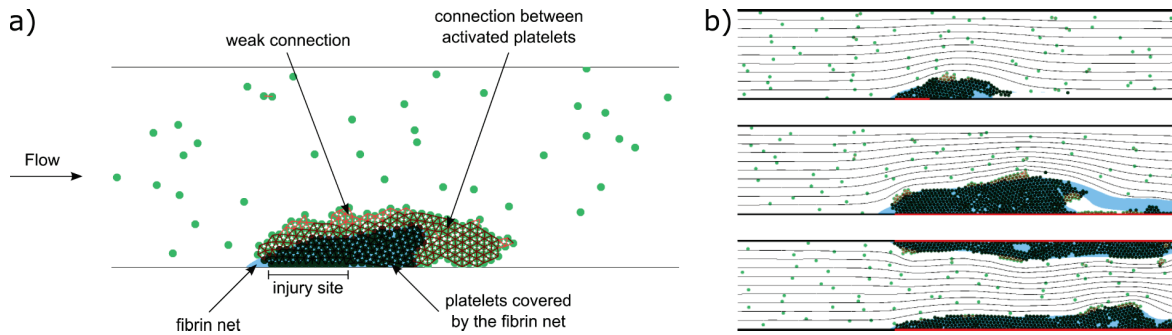 a)
weak connection
connection between
activated platelets
Flow
injury site
fibrin net
platelets covered
by the fibrin net
b)